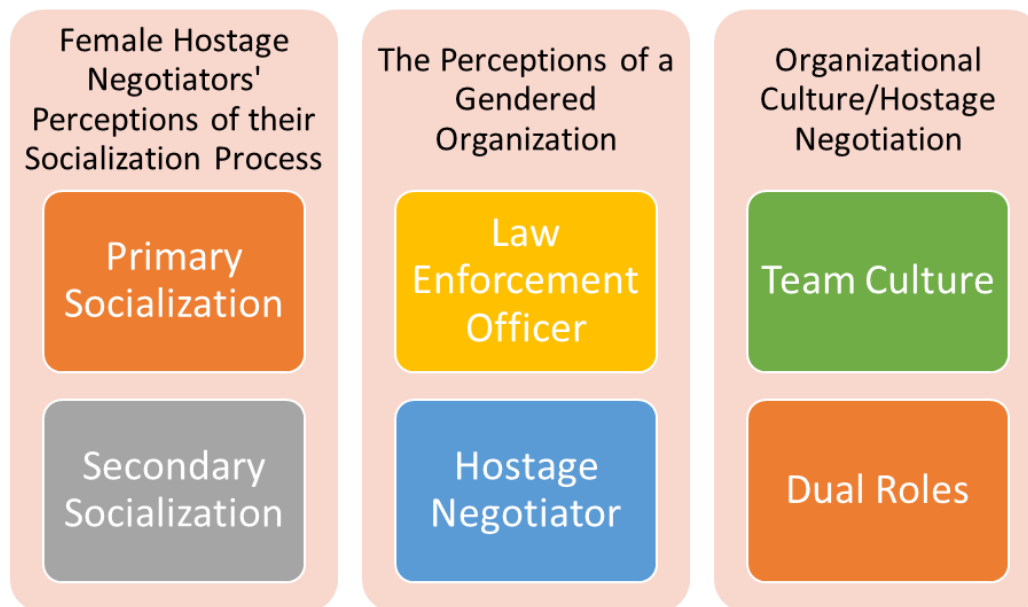 Female Hostage
Negotiators'
Perceptions of their
Socialization Process
Primary
Socialization
Secondary
Socialization
The Perceptions of a
Gendered
Organization
Law
Enforcement
Officer
Hostage
Negotiator
Organizational
Culture/Hostage
Negotiation
Team Culture
Dual Roles